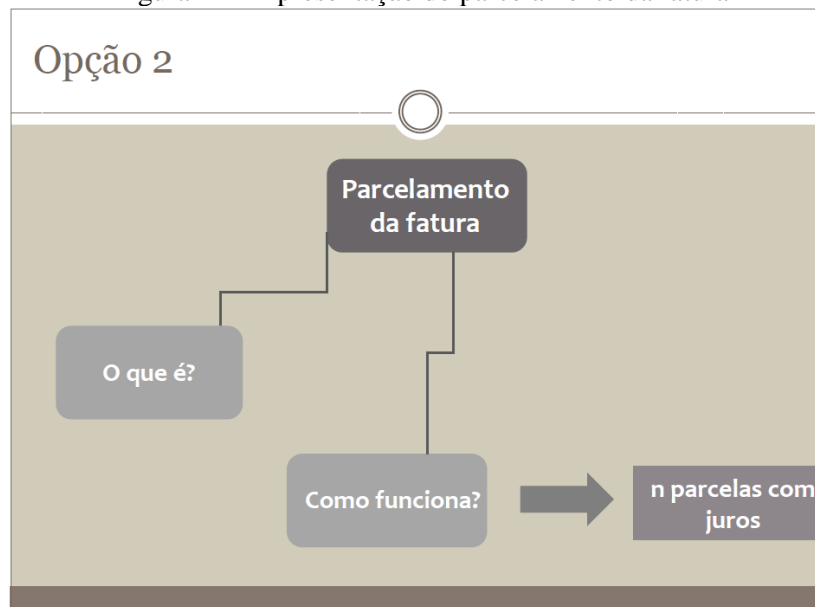 Opção 2
Parcelamento
da fatura
O que é?
Como funciona?
n parcelas com
juros